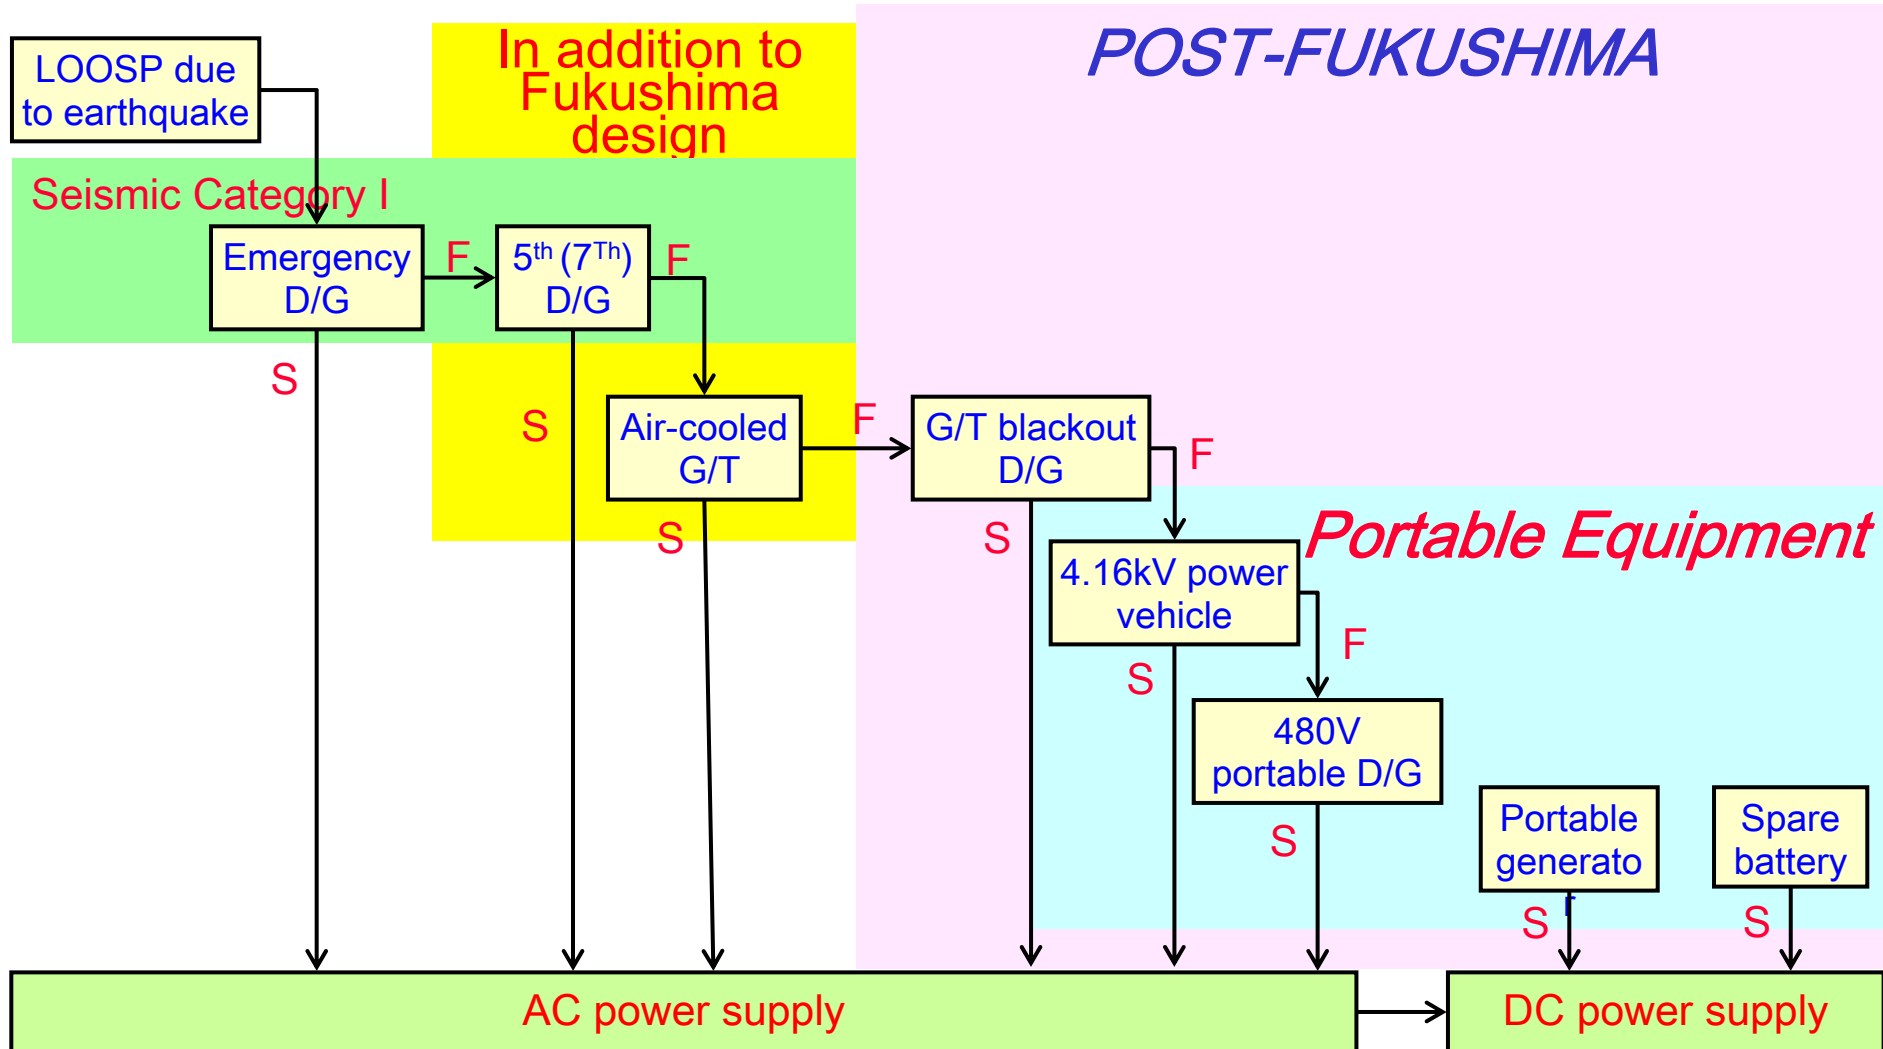 LOOSP due
to earthquake
In addition to
Fukushima
design
POST-FUKUSHIMA
Seismic Category I
Emergency
D/G
F
5th (7Th)
D/G
F
S
S
Air-cooled
G/T
F
G/T blackout
D/G
F
S
S
Portable Equipment
4.16kV power
vehicle
F
S
480V
portable D/G
S
Portable
generato
r
S
Spare
battery
S
AC power supply
DC power supply